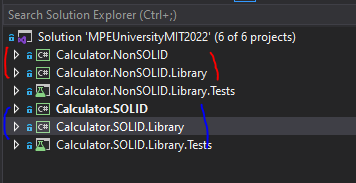 Search Solution Explorer (Ctrl+;)
Solution 'MPEUniversityMIT2022' (6 of 6 projects)
C# Calculator.NonSOLID
C# Calculator.NonSOLID.Library
Calculator.NonSOLID.Library.Tests
C# Calculator.SOLID
C# Calculator.SOLID.Library
Calculator.SOLID.Library.Tests